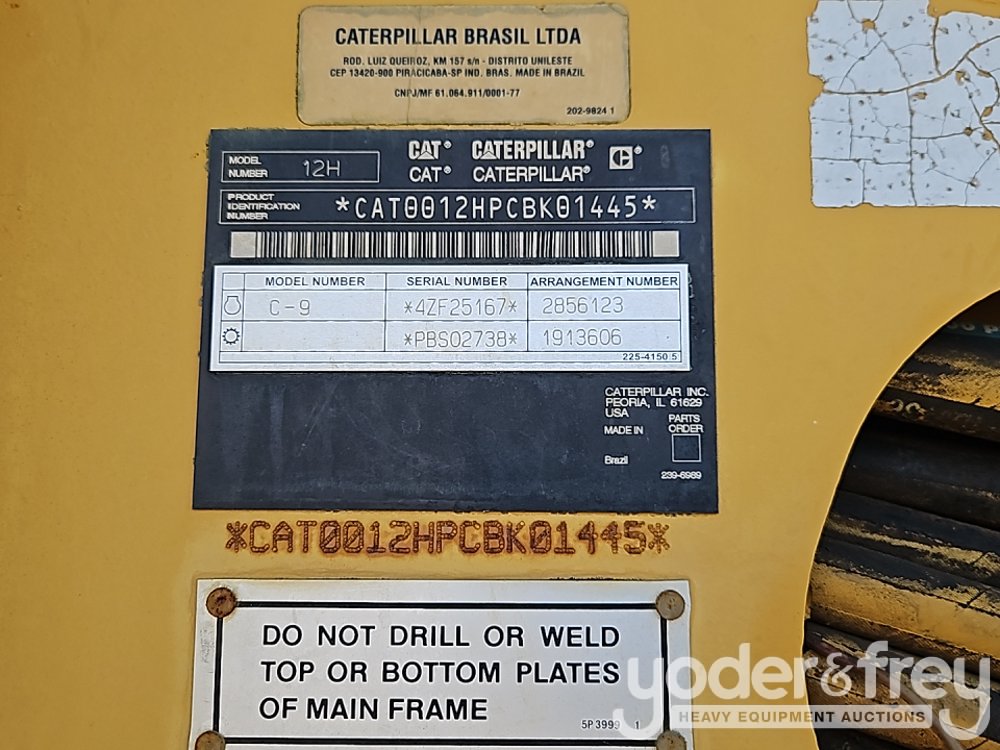 CATERPILLAR BRASIL LTDA
ROD. LUIZ QUEIROZ, KM 157 s/n - DISTRITO UNILESTE
CEP 13420-900 PIRACICABA-SP IND. BRAS. MADE IN BRAZIL
CNPJ/MF 61.064.911/0001-77
202-9824 1
MODEL NUMBER 12H
CAT® CATERPILLAR® C®
CAT® CATERPILLAR®
PRODUCT IDENTIFICATION NUMBER *CAT0012HPCBK01445*
MODEL NUMBER SERIAL NUMBER ARRANGEMENT NUMBER
C-9 *4ZF25167* 2856123
*PBS02738* 1913606
225-4150 5
CATERPILLAR INC.
PEORIA, IL 61629
USA
MADE IN
PARTS ORDER
Brazil
239-6989
*CAT0012HPCBK01445*
DO NOT DRILL OR WELD
TOP OR BOTTOM PLATES
OF MAIN FRAME
5P3999 1
yoder&frey
HEAVY EQUIPMENT AUCTIONS